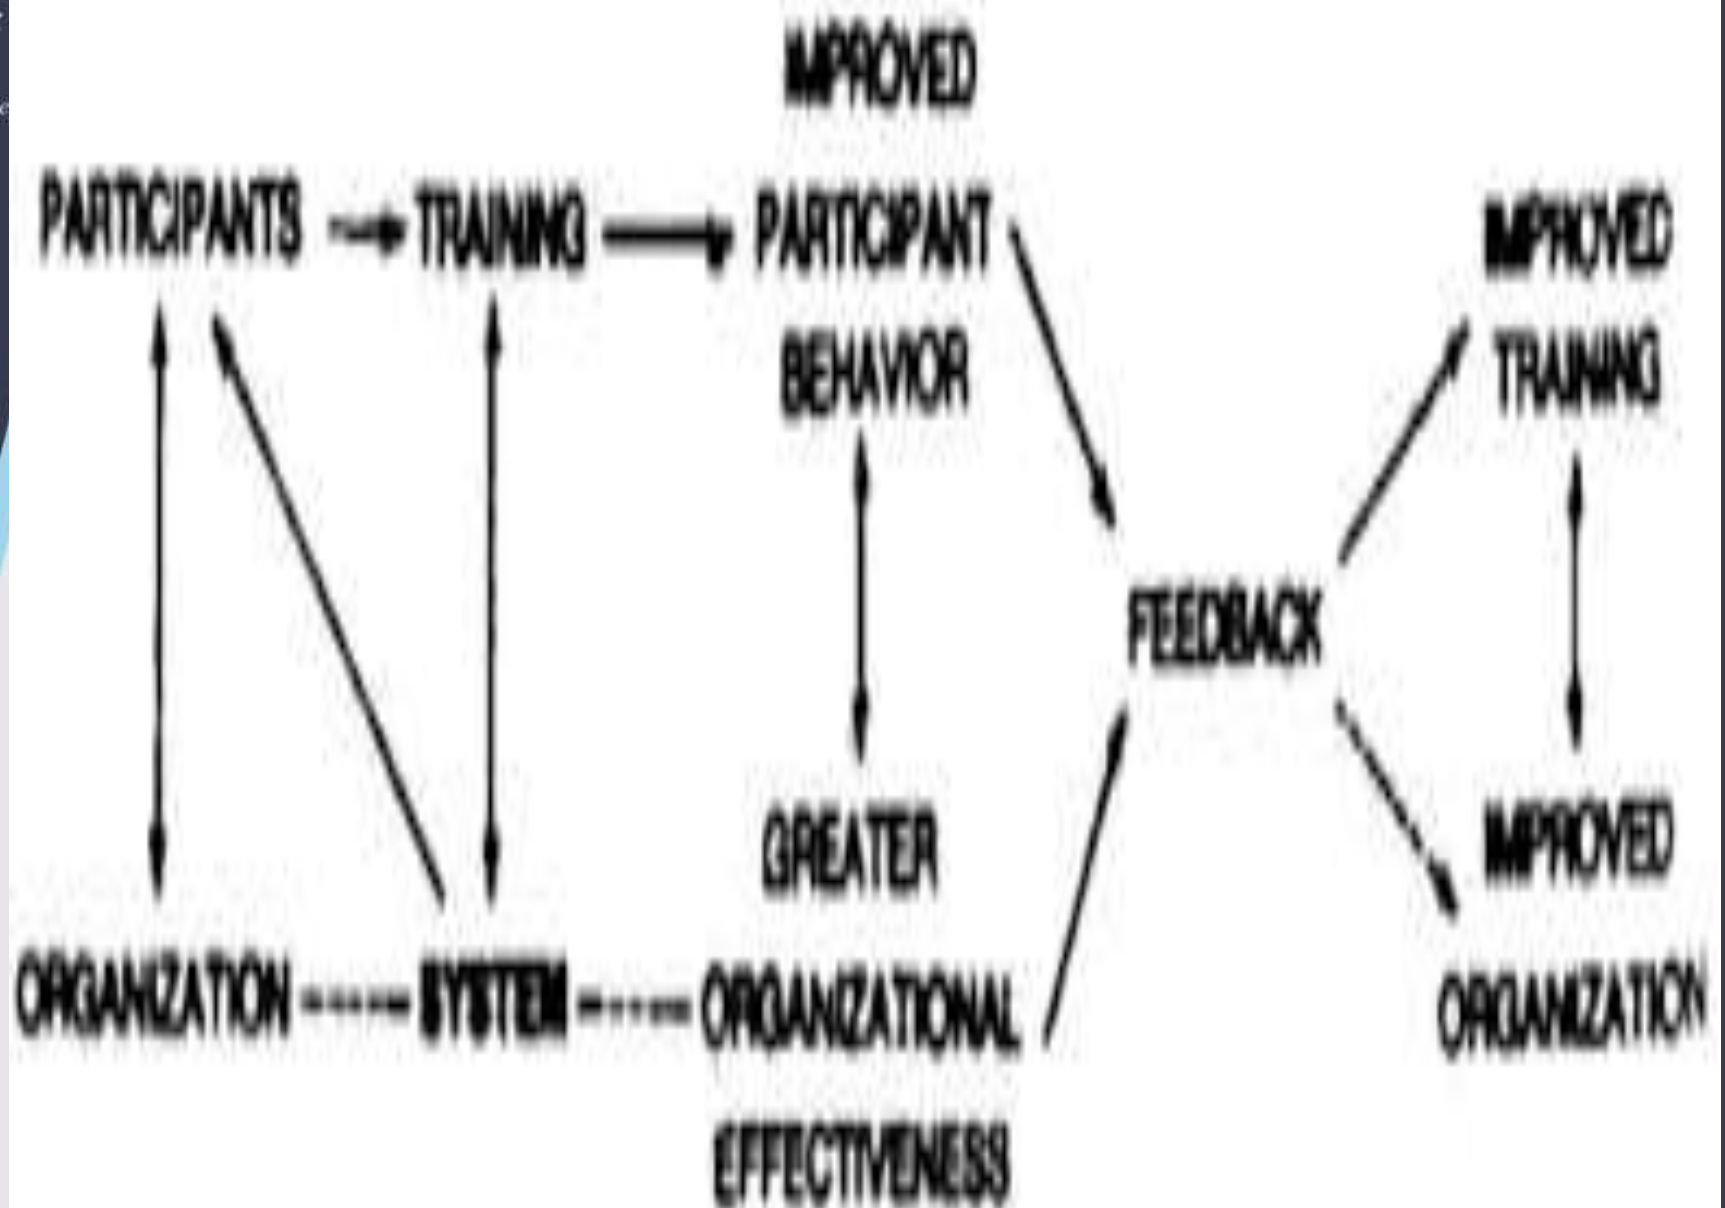 IMPROVED
PARTICIPANTS TRAINING PARTICIPANT
BEHAVIOR
IMPROVED
TRAINING
FEEDBACK
GREATER
ORGANIZATION SYSTEM ORGANIZATIONAL
EFFECTIVENESS
IMPROVED
ORGANIZATION